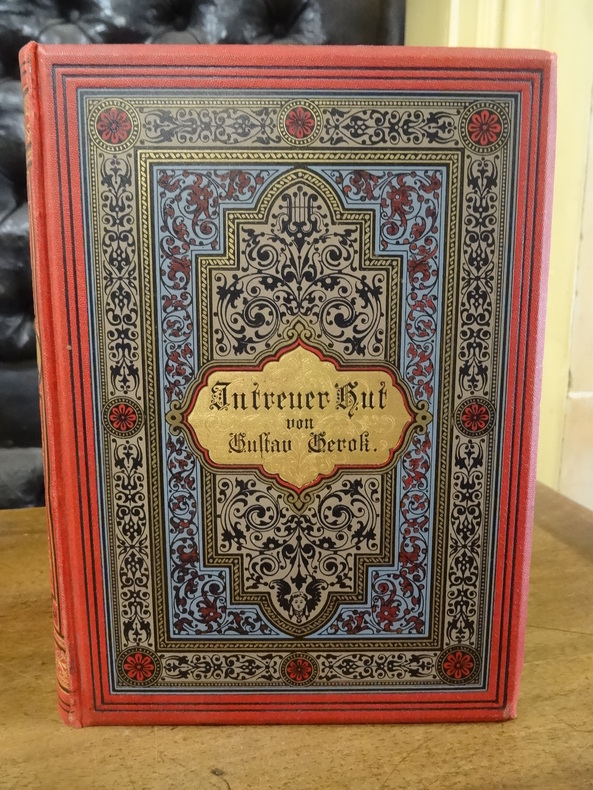 In treuer Hut
von
Gustav Gerok.